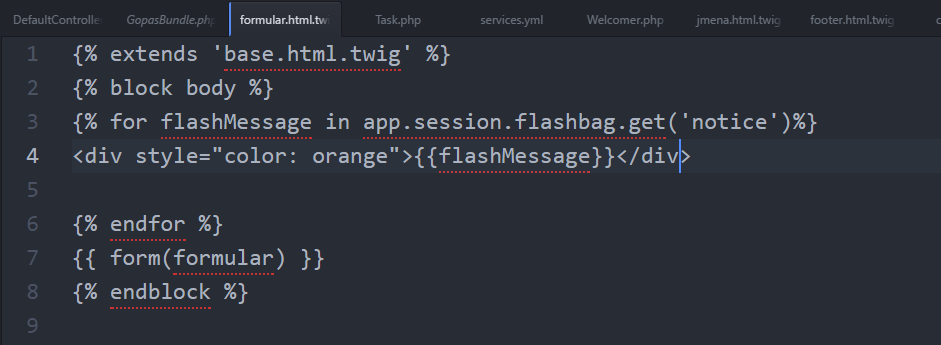 DefaultController GopasBundle.php formular.html.twig Task.php services.yml Welcomer.php jmena.html.twig footer.html.twig
1 {% extends 'base.html.twig' %}
2 {% block body %}
3 {% for flashMessage in app.session.flashbag.get('notice')%}
4 <div style="color: orange">{{flashMessage}}</div>
5
6 {% endfor %}
7 {{ form(formular) }}
8 {% endblock %}
9